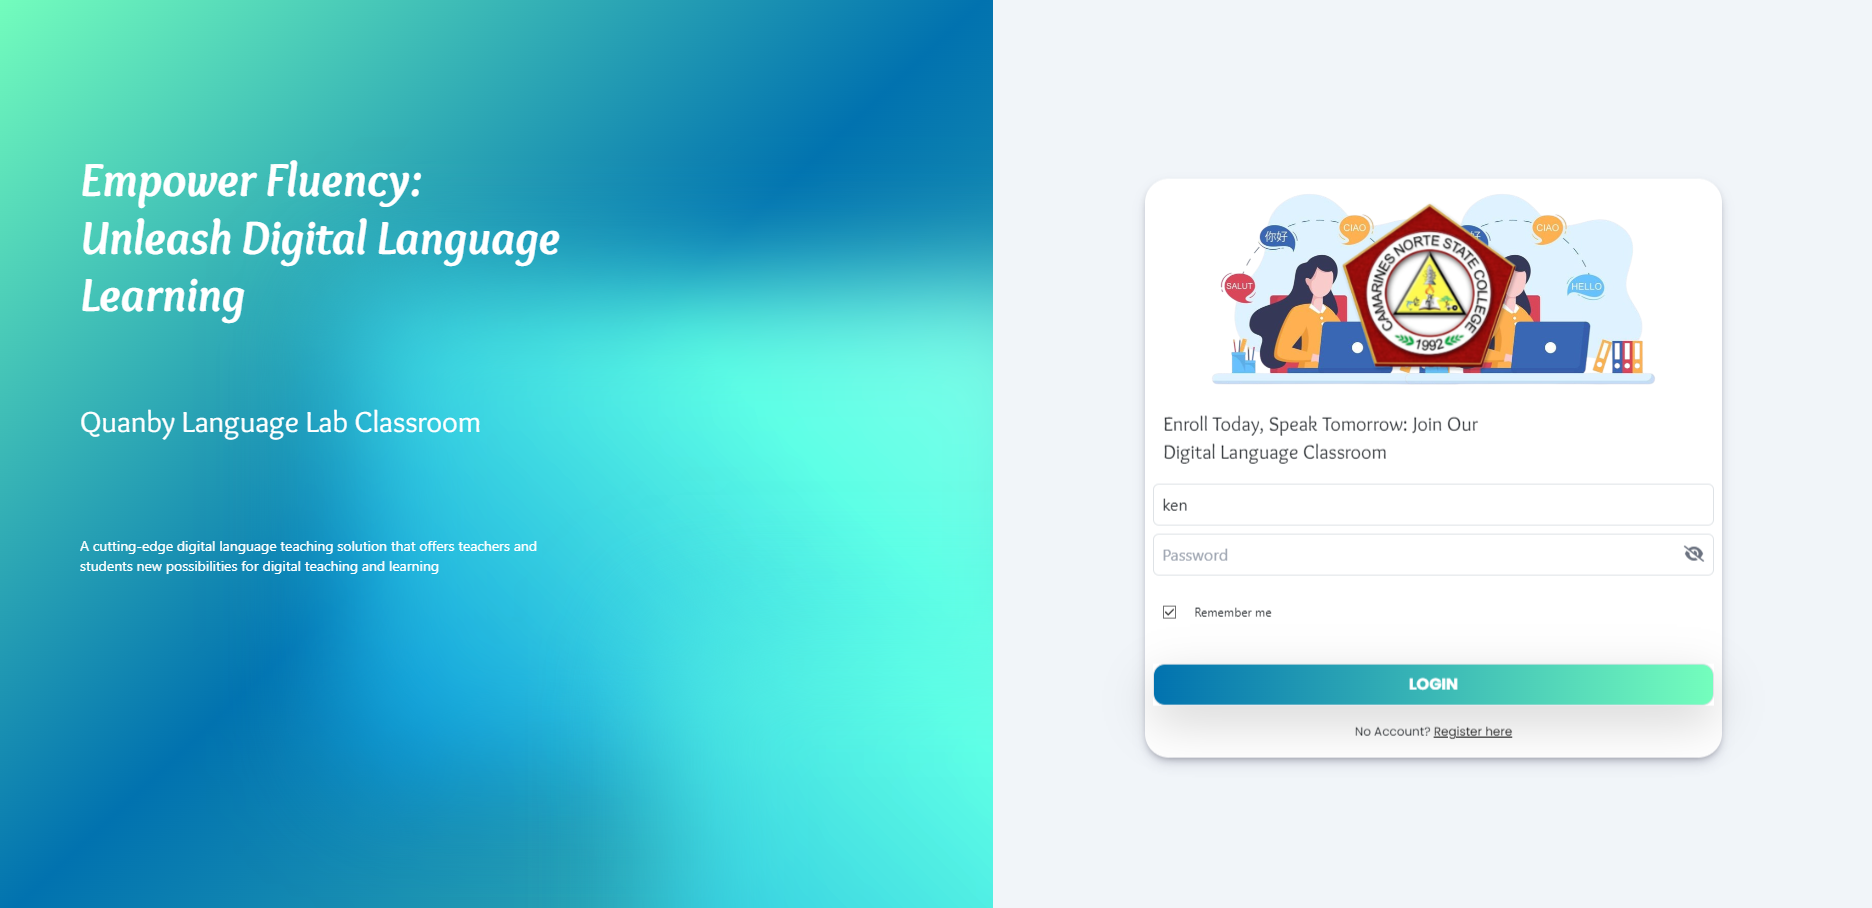 Empower Fluency:
Unleash Digital Language
Learning
Quanby Language Lab Classroom
A cutting-edge digital language teaching solution that offers teachers and
students new possibilities for digital teaching and learning
你好
CIAO
CIAO
SALUT
HELLO
CAMARINES NORTE STATE COLLEGE
1992
Enroll Today, Speak Tomorrow: Join Our
Digital Language Classroom
ken
Password
Remember me
LOGIN
No Account? Register here